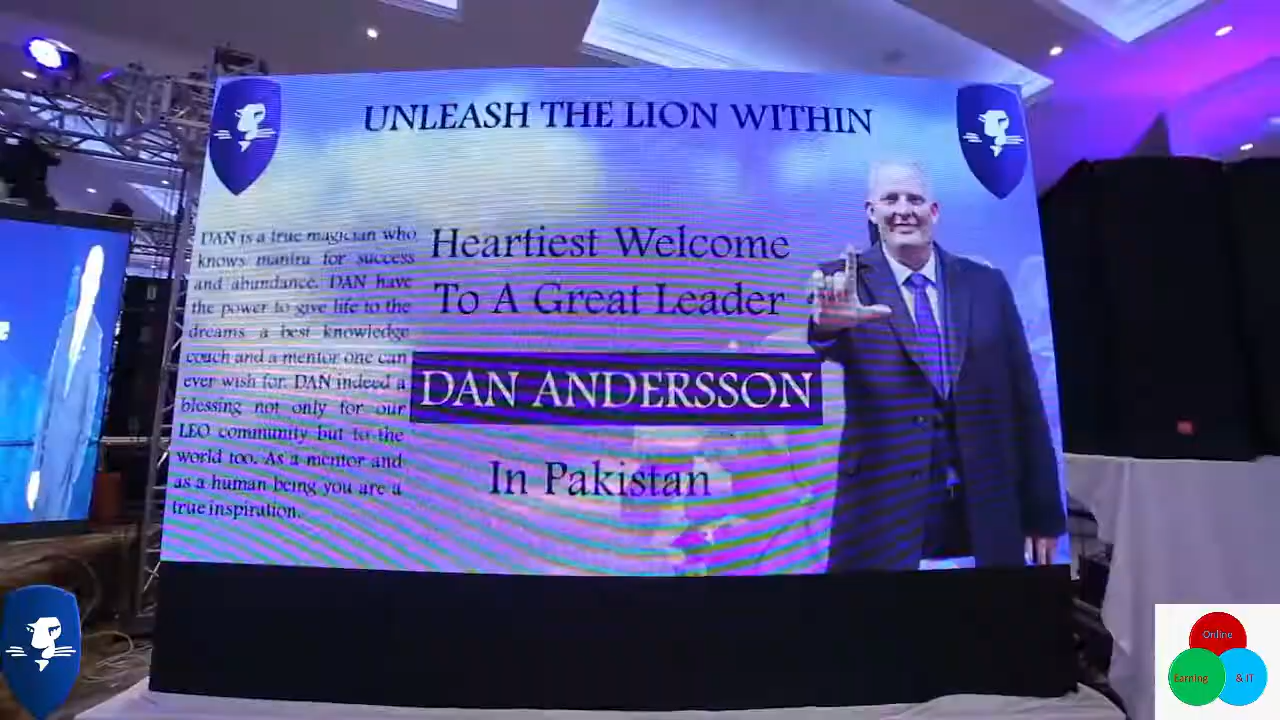 UNLEASH THE LION WITHIN
DAN is a true magician who
knows mantra for success
and abundance. DAN have
the power to give life to the
dreams a best knowledge
couch and a mentor one can
ever wish for. DAN indeed a
blessing not only for our
LEO community but to the
world too. As a mentor and
as a human being you are a
true inspiration.
Heartiest Welcome
To A Great Leader
DAN ANDERSSON
In Pakistan
Online
Earning
& IT